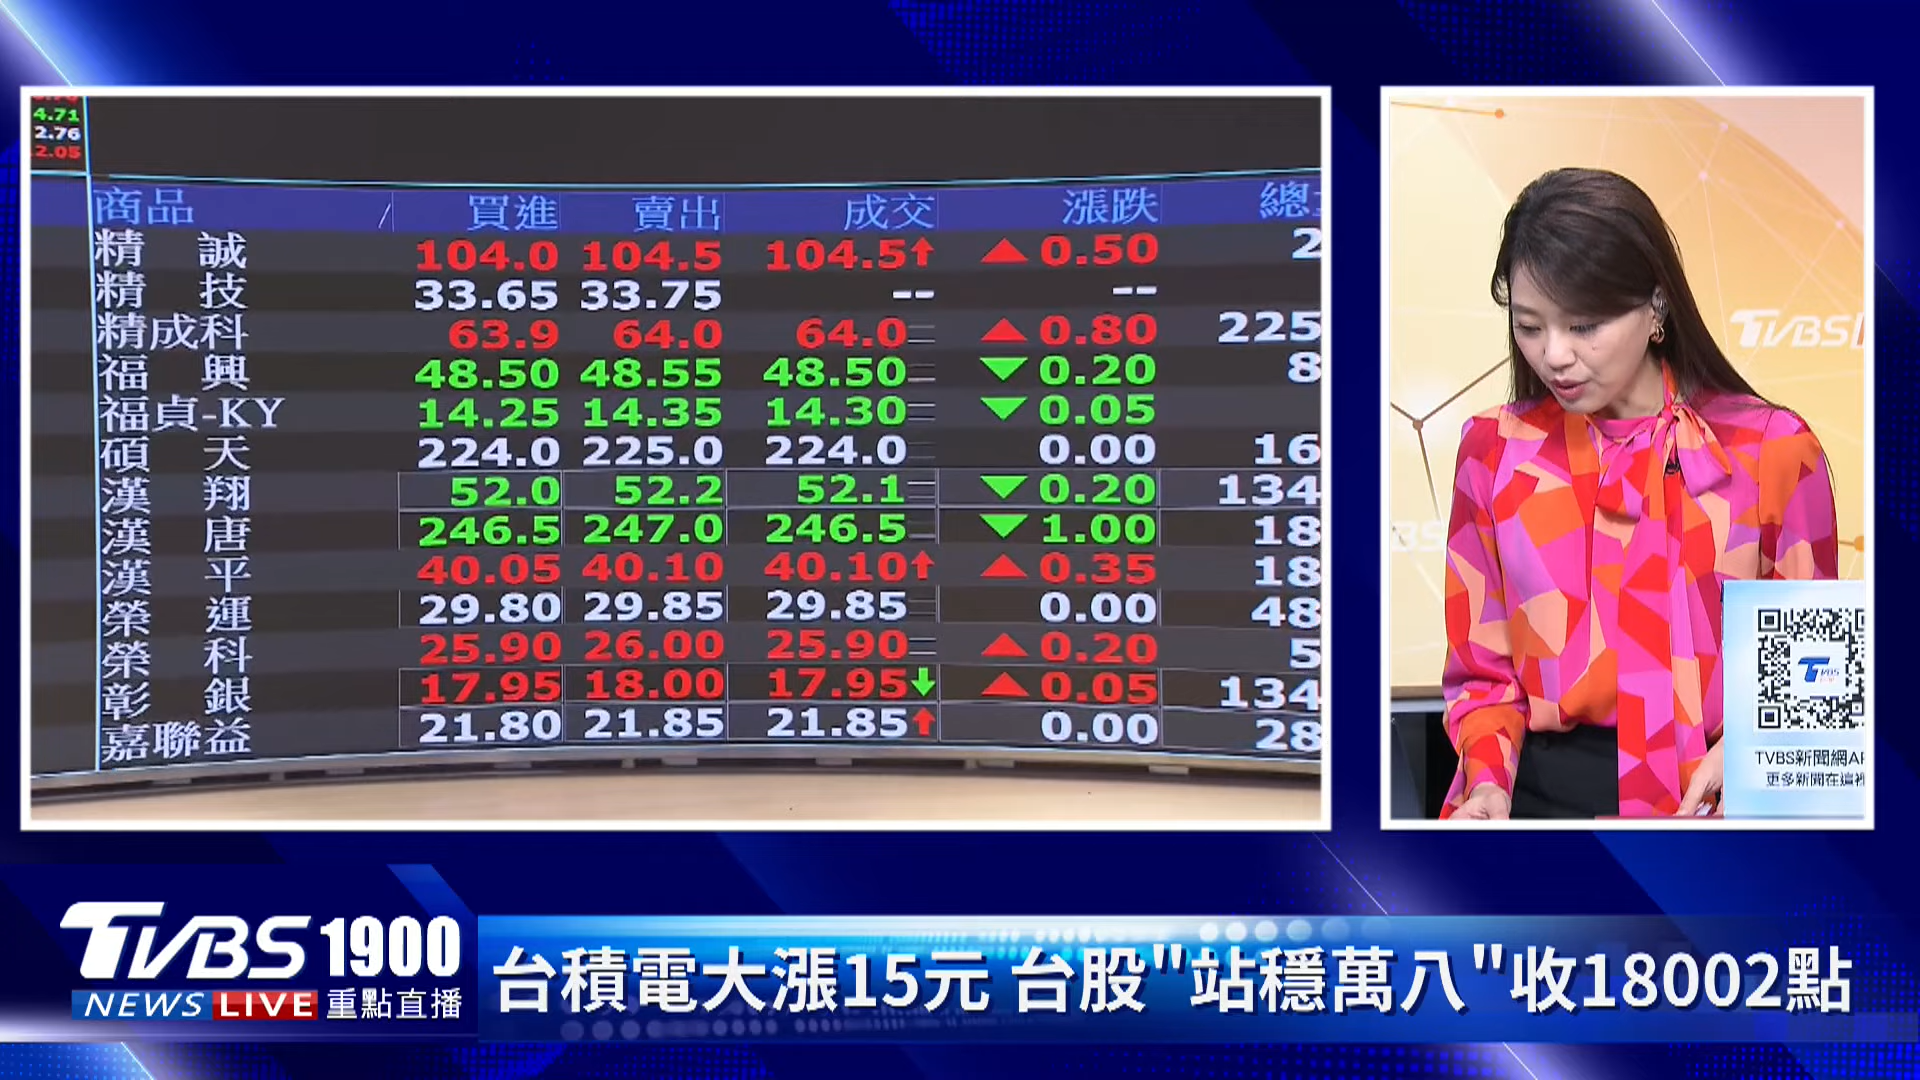 4.71
2.76
2.05
商品 / 買進 賣出 成交 漲跌
精誠 104.0 104.5 104.5↑ ▲0.50 2
精技 33.65 33.75 -- --
精成科 63.9 64.0 64.0 ▲0.80 225
福興 48.50 48.55 48.50 ▼0.20 8
福貞-KY 14.25 14.35 14.30 ▼0.05
碩天 224.0 225.0 224.0 0.00 16
漢翔 52.0 52.2 52.1 ▼0.20 134
漢唐 246.5 247.0 246.5 ▼1.00 18
漢平 40.05 40.10 40.10↑ ▲0.35 18
榮運 29.80 29.85 29.85 0.00 48
榮科 25.90 26.00 25.90 ▲0.20 5
彰銀 17.95 18.00 17.95↓ ▲0.05 134
嘉聯益 21.80 21.85 21.85↑ 0.00 28
TVBS
TVBS
TVBS新聞網AP
更多新聞在這裡
TVBS 1900
NEWS LIVE 重點直播
台積電大漲15元 台股"站穩萬八"收18002點